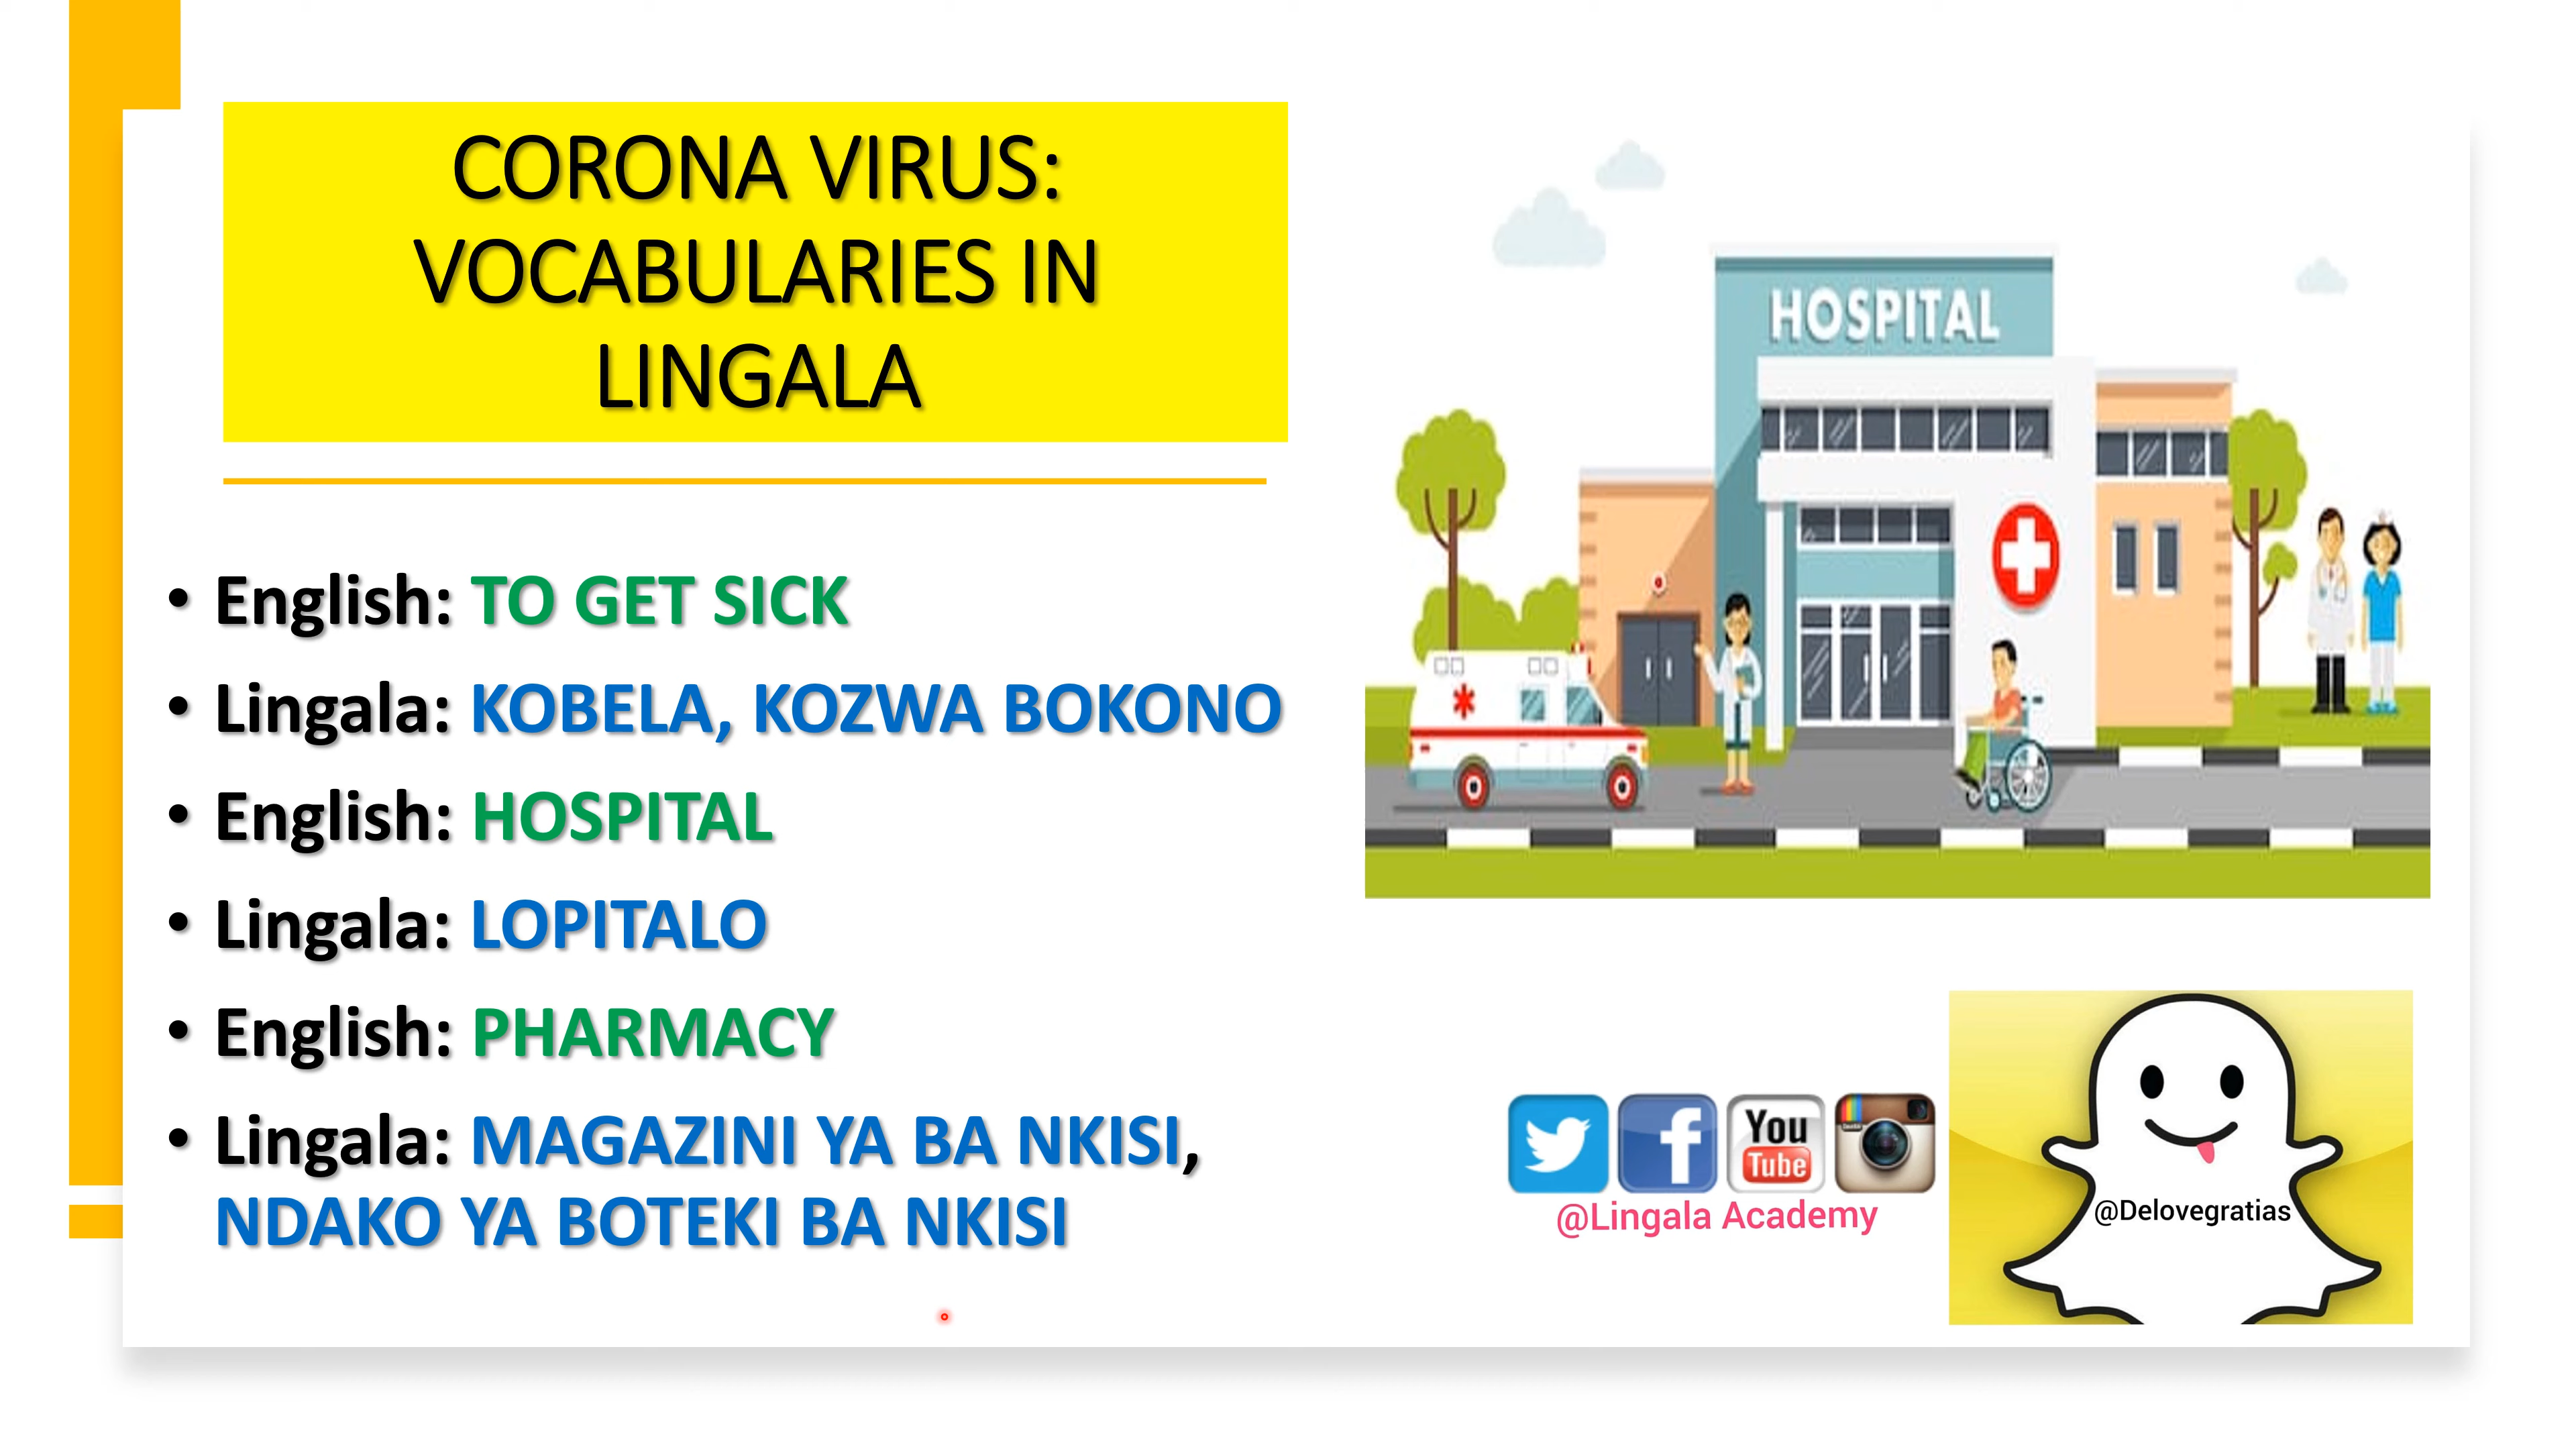 CORONA VIRUS:
VOCABULARIES IN
LINGALA
• English: TO GET SICK
• Lingala: KOBELA, KOZWA BOKONO
• English: HOSPITAL
• Lingala: LOPITALO
• English: PHARMACY
• Lingala: MAGAZINI YA BA NKISI,
NDAKO YA BOTEKI BA NKISI
HOSPITAL
You
Tube
@Lingala Academy
@Delovegratias